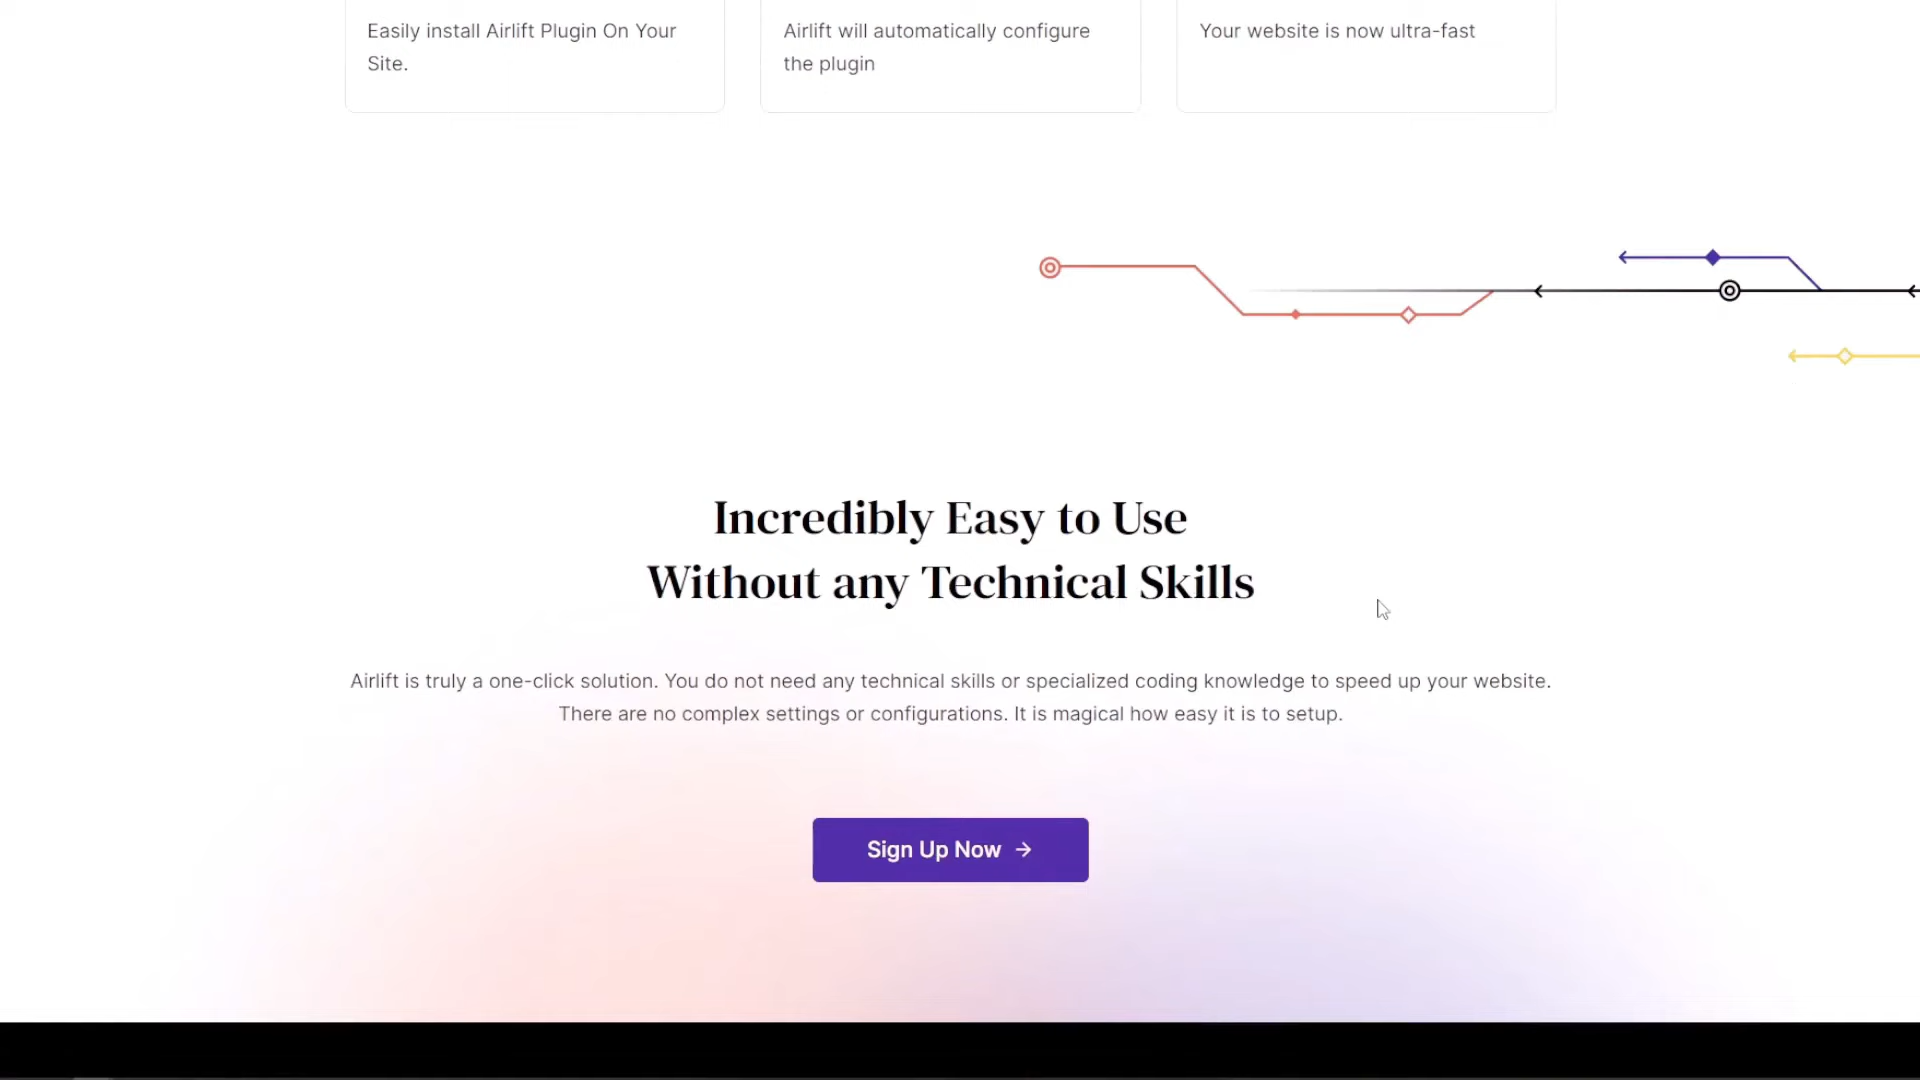 Easily install Airlift Plugin On Your
Site.
Airlift will automatically configure
the plugin
Your website is now ultra-fast
Incredibly Easy to Use
Without any Technical Skills
Airlift is truly a one-click solution. You do not need any technical skills or specialized coding knowledge to speed up your website.
There are no complex settings or configurations. It is magical how easy it is to setup.
Sign Up Now →